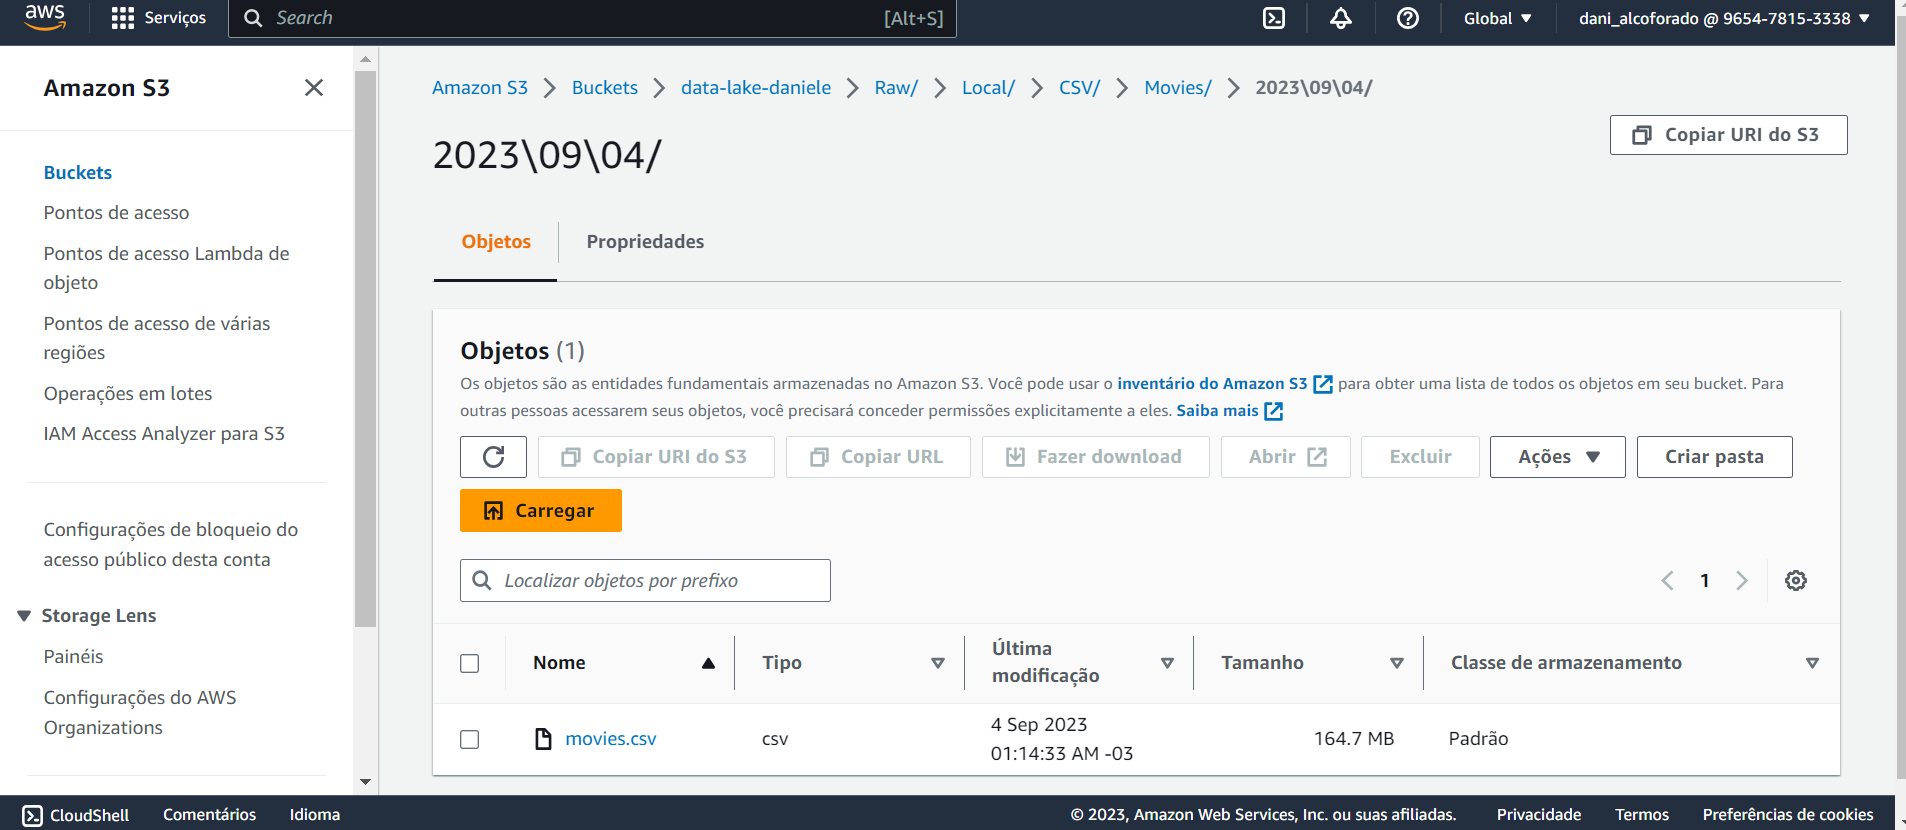 aws
Serviços
Search [Alt+S]
Global
dani_alcoforado @ 9654-7815-3338
Amazon S3
Buckets
Pontos de acesso
Pontos de acesso Lambda de
objeto
Pontos de acesso de várias
regiões
Operações em lotes
IAM Access Analyzer para S3
Configurações de bloqueio do
acesso público desta conta
Storage Lens
Painéis
Configurações do AWS
Organizations
Amazon S3 > Buckets > data-lake-daniele > Raw/ > Local/ > CSV/ > Movies/ > 2023\09\04/
2023\09\04/
Copiar URI do S3
Objetos
Propriedades
Objetos (1)
Os objetos são as entidades fundamentais armazenadas no Amazon S3. Você pode usar o inventário do Amazon S3 para obter uma lista de todos os objetos em seu bucket. Para
outras pessoas acessarem seus objetos, você precisará conceder permissões explicitamente a eles. Saiba mais
Copiar URI do S3
Copiar URL
Fazer download
Abrir
Excluir
Ações
Criar pasta
Carregar
Localizar objetos por prefixo
1
Nome
Tipo
Última
modificação
Tamanho
Classe de armazenamento
movies.csv
csv
4 Sep 2023
01:14:33 AM -03
164.7 MB
Padrão
CloudShell
Comentários
Idioma
© 2023, Amazon Web Services, Inc. ou suas afiliadas.
Privacidade
Termos
Preferências de cookies